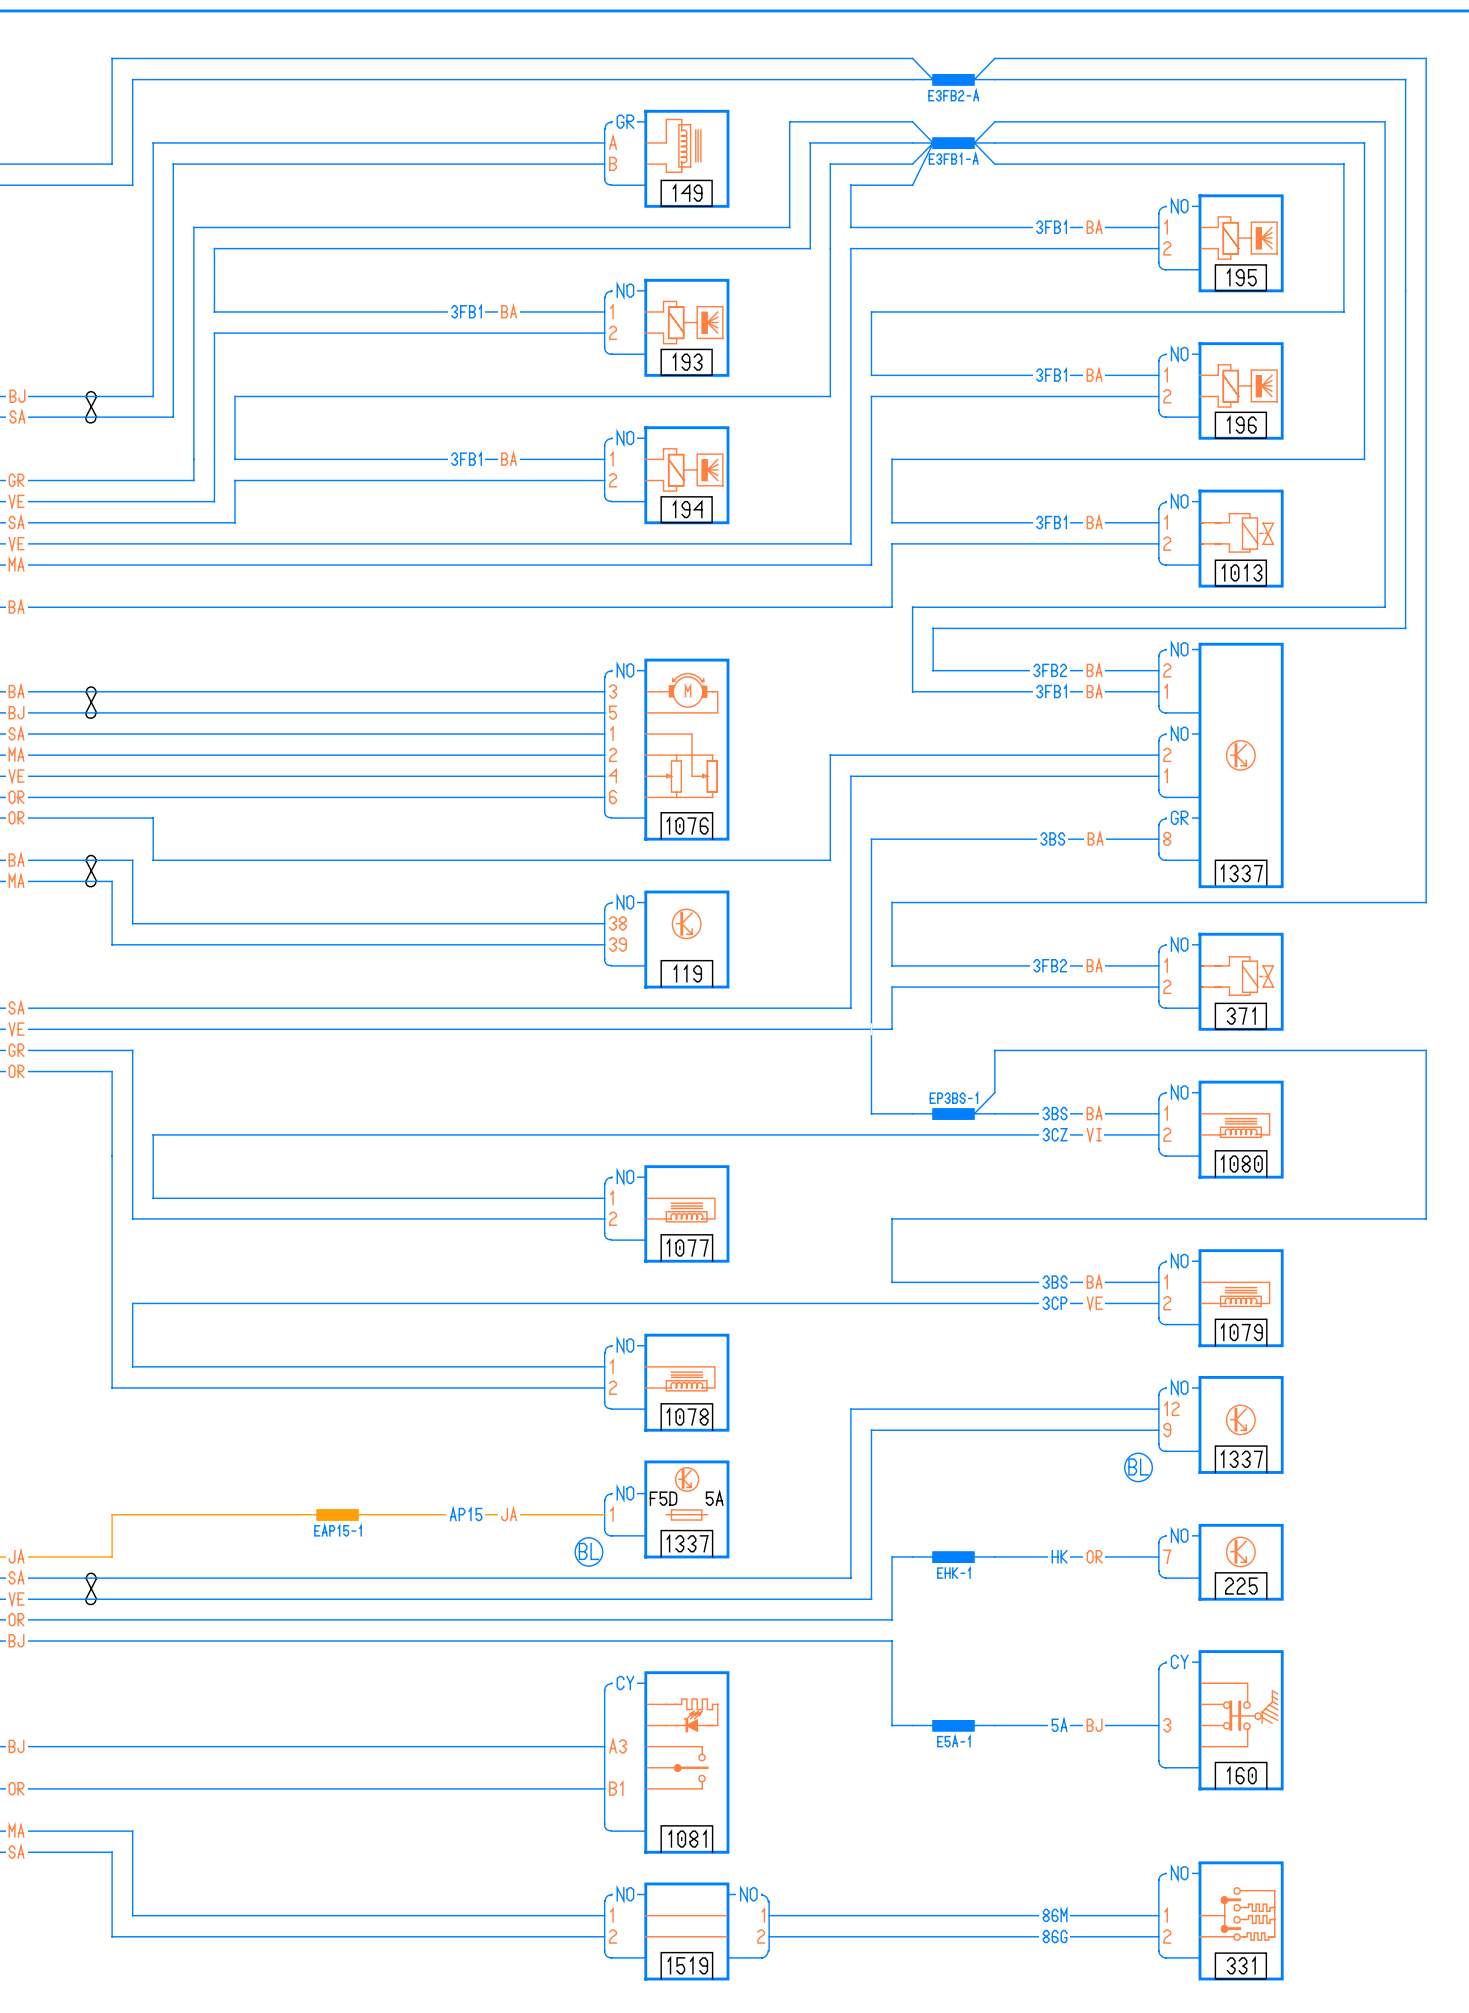 E3FB2-A
GR
A
B
149
E3FB1-A
NO
3FB1 BA 1
2
195
NO
3FB1 BA 1
2
193
NO
3FB1 BA 1
2
196
BJ
SA
NO
3FB1 BA 1
2
194
GR
VE
SA
VE
MA
NO
3FB1 BA 1
2
1013
BA
NO
BA 3
BJ 5
SA 1
MA 2
VE 4
OR 6
OR
M
1076
NO
3FB2 BA 2
3FB1 BA 1
NO
2
1
GR
3BS BA 8
1337
BA
MA
NO
38
39
119
NO
3FB2 BA 1
2
371
SA
VE
GR
OR
EP3BS-1
NO
3BS BA 1
3CZ VI 2
1080
NO
1
2
1077
NO
3BS BA 1
3CP VE 2
1079
NO
1
2
1078
NO
12
9
BL
1337
NO
F5D 5A
EAP15-1
AP15 JA 1
BL
1337
JA
SA
VE
OR
BJ
NO
EHK-1
HK OR 7
225
CY
E5A-1
5A BJ 3
160
CY
BJ A3
OR B1
1081
MA
SA
NO
1
2
1519
NO
1
2
86M
86G
NO
1
2
331